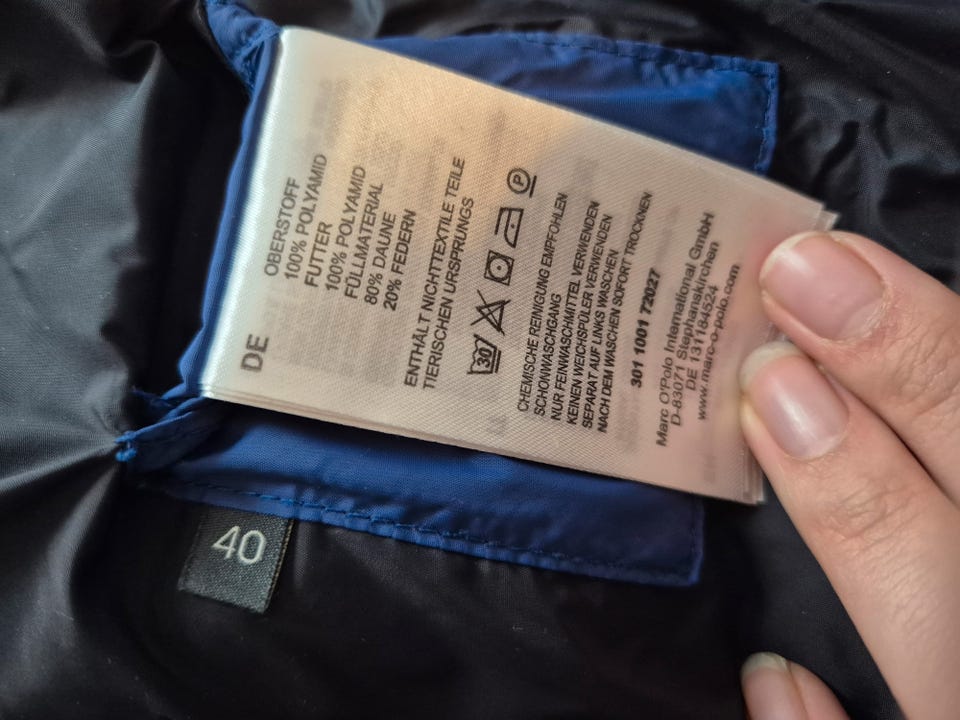 DE
OBERSTOFF
100% POLYAMID
FUTTER
100% POLYAMID
FÜLLMATERIAL
80% DAUNE
20% FEDERN
ENTHÄLT NICHTTEXTILE TEILE
TIERISCHEN URSPRUNGS
30
P
CHEMISCHE REINIGUNG EMPFOHLEN
SCHONWASCHGANG
NUR FEINWASCHMITTEL VERWENDEN
KEINEN WEICHSPÜLER VERWENDEN
SEPARAT AUF LINKS WASCHEN
NACH DEM WASCHEN SOFORT TROCKNEN
301 1001 72027
Marc O'Polo International GmbH
D-83071 Stephanskirchen
DE 131184524
www.marc-o-polo.com
40